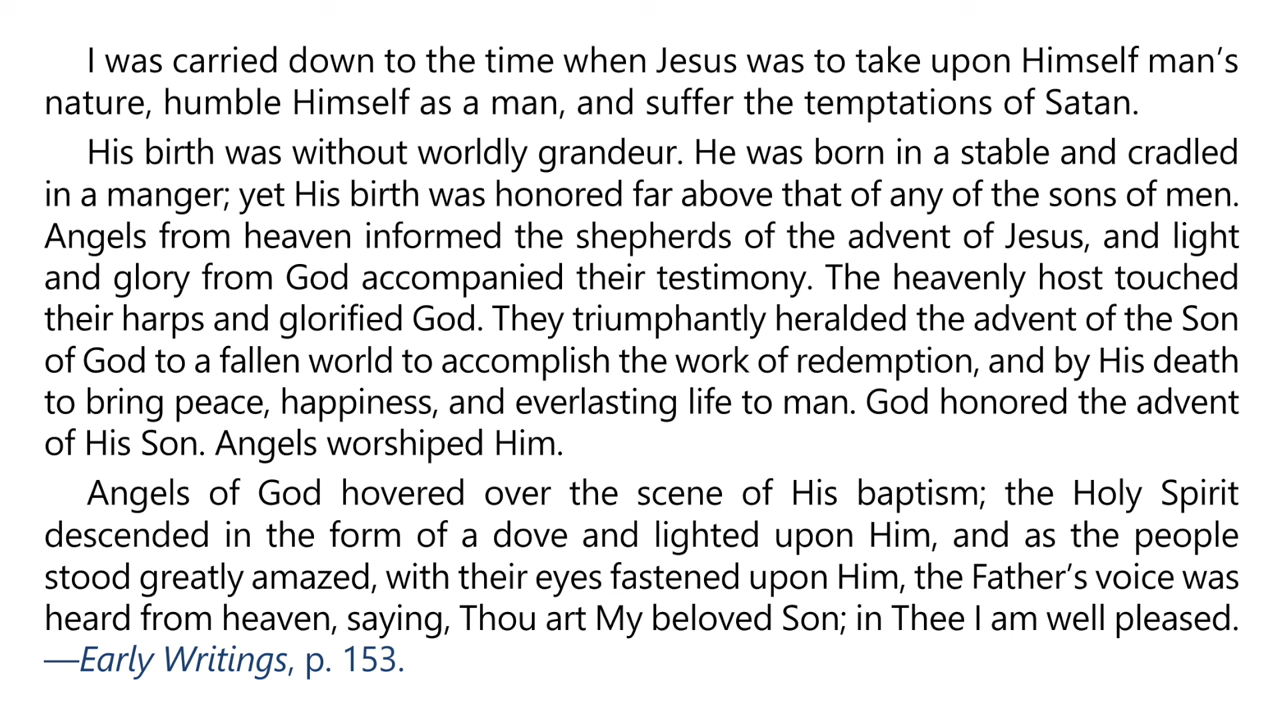 I was carried down to the time when Jesus was to take upon Himself man’s
nature, humble Himself as a man, and suffer the temptations of Satan.
His birth was without worldly grandeur. He was born in a stable and cradled
in a manger; yet His birth was honored far above that of any of the sons of men.
Angels from heaven informed the shepherds of the advent of Jesus, and light
and glory from God accompanied their testimony. The heavenly host touched
their harps and glorified God. They triumphantly heralded the advent of the Son
of God to a fallen world to accomplish the work of redemption, and by His death
to bring peace, happiness, and everlasting life to man. God honored the advent
of His Son. Angels worshiped Him.
Angels of God hovered over the scene of His baptism; the Holy Spirit
descended in the form of a dove and lighted upon Him, and as the people
stood greatly amazed, with their eyes fastened upon Him, the Father’s voice was
heard from heaven, saying, Thou art My beloved Son; in Thee I am well pleased.
—Early Writings, p. 153.